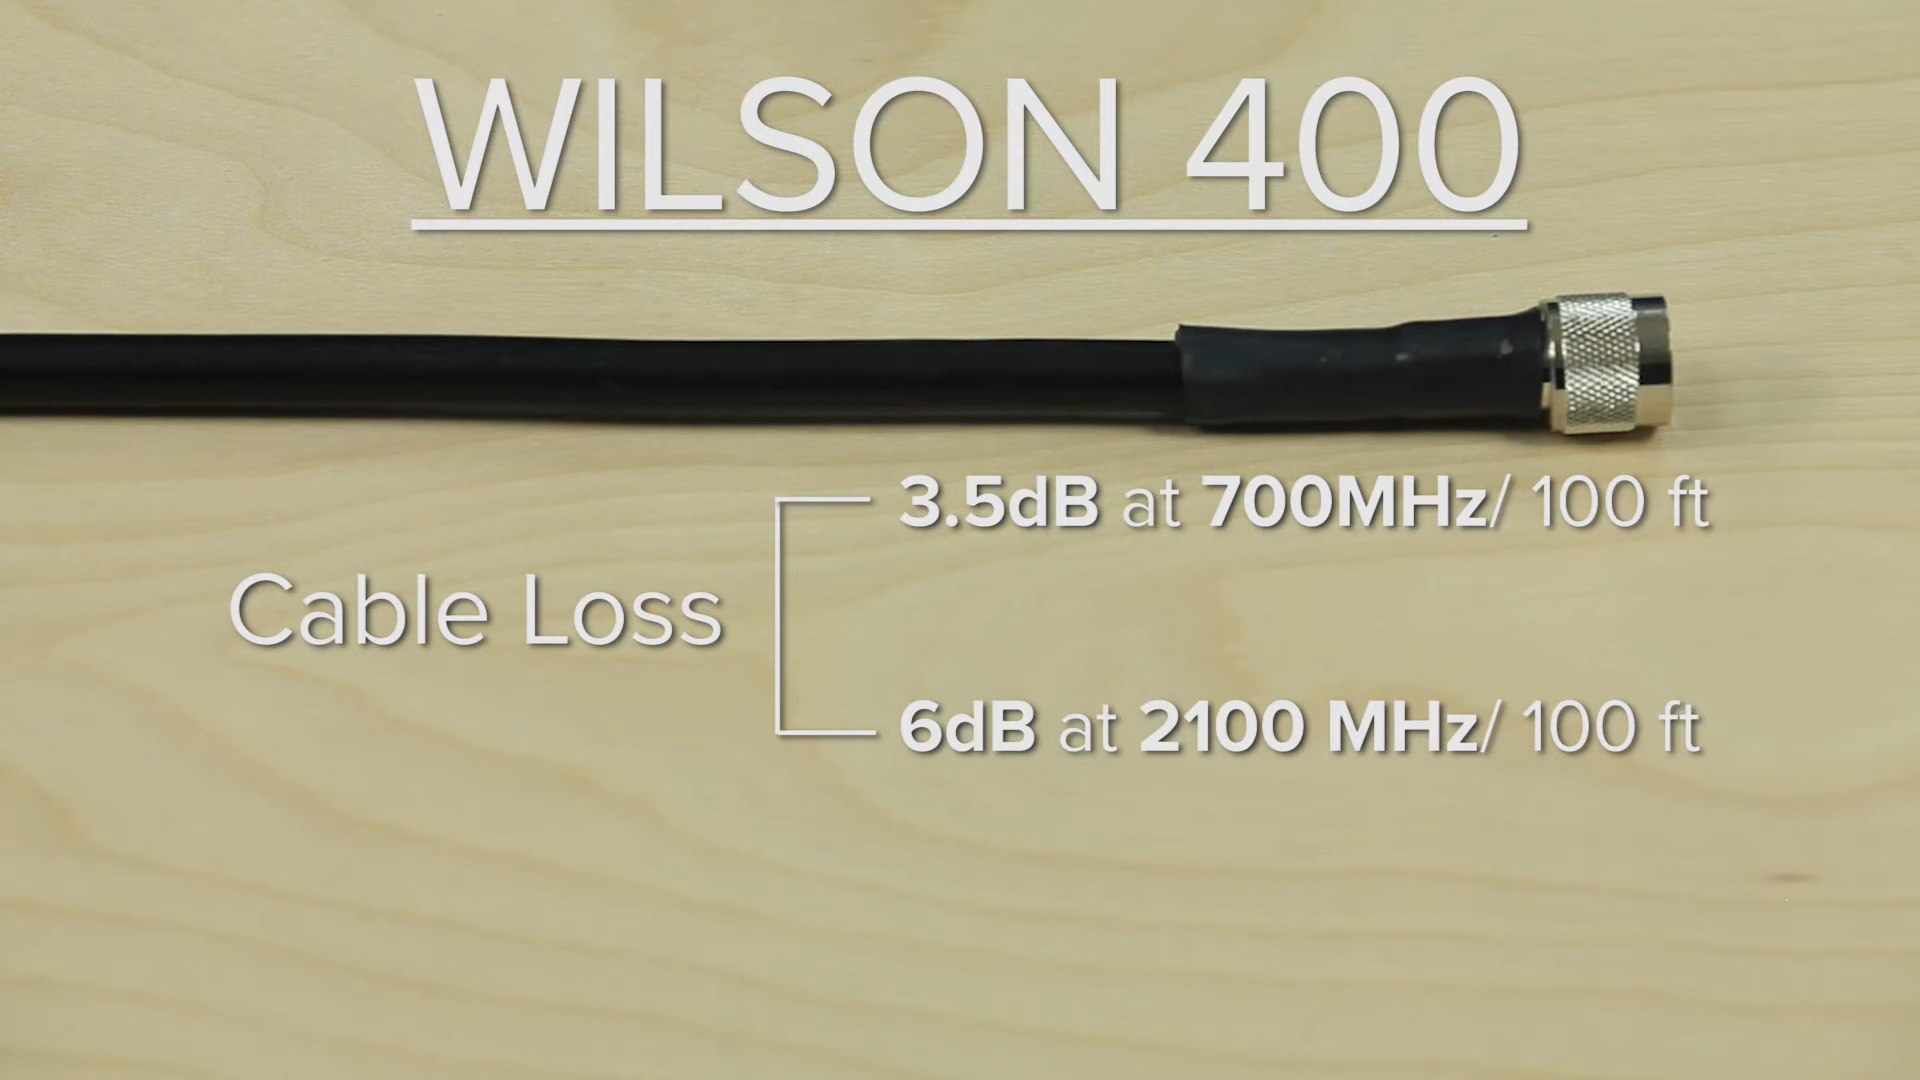 WILSON 400
3.5dB at 700MHz/ 100 ft
Cable Loss
6dB at 2100 MHz/ 100 ft